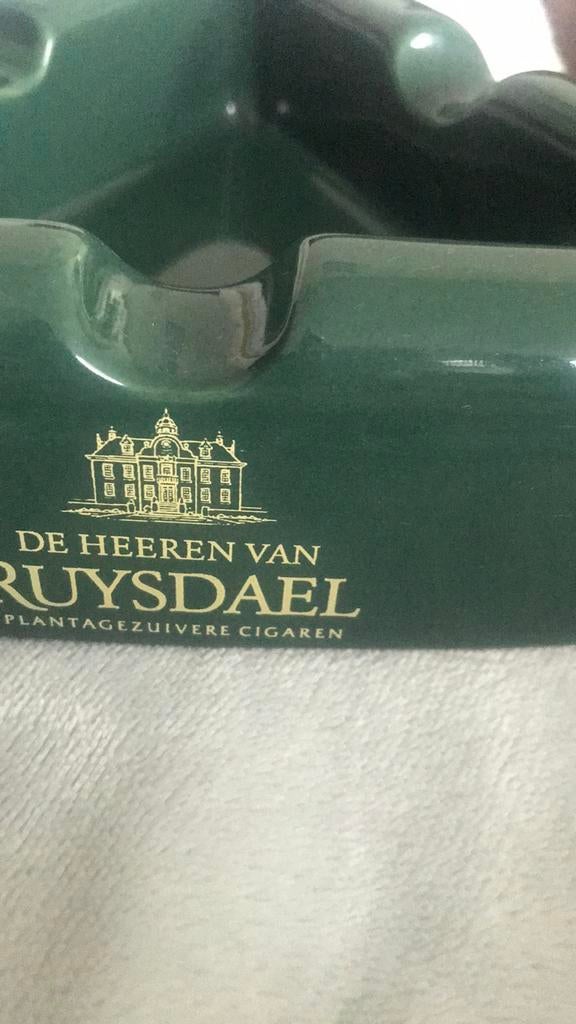 DE HEEREN VAN
RUYSDAEL
PLANTAGEZUIVERE CIGAREN